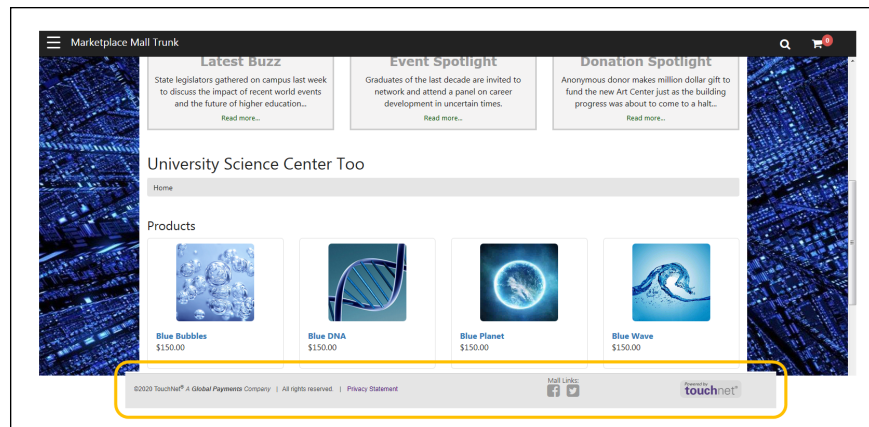 Marketplace Mall Trunk
0
Latest Buzz
State legislators gathered on campus last week
to discuss the impact of recent world events
and the future of higher education...
Read more...
Event Spotlight
Graduates of the last decade are invited to
network and attend a panel on career
development in uncertain times.
Read more...
Donation Spotlight
Anonymous donor makes million dollar gift to
fund the new Art Center just as the building
progress was about to come to a halt...
Read more...
University Science Center Too
Home
Products
Blue Bubbles
$150.00
Blue DNA
$150.00
Blue Planet
$150.00
Blue Wave
$150.00
©2020 TouchNet® A Global Payments Company | All rights reserved. | Privacy Statement
Mall Links:
Powered by
touchnet®